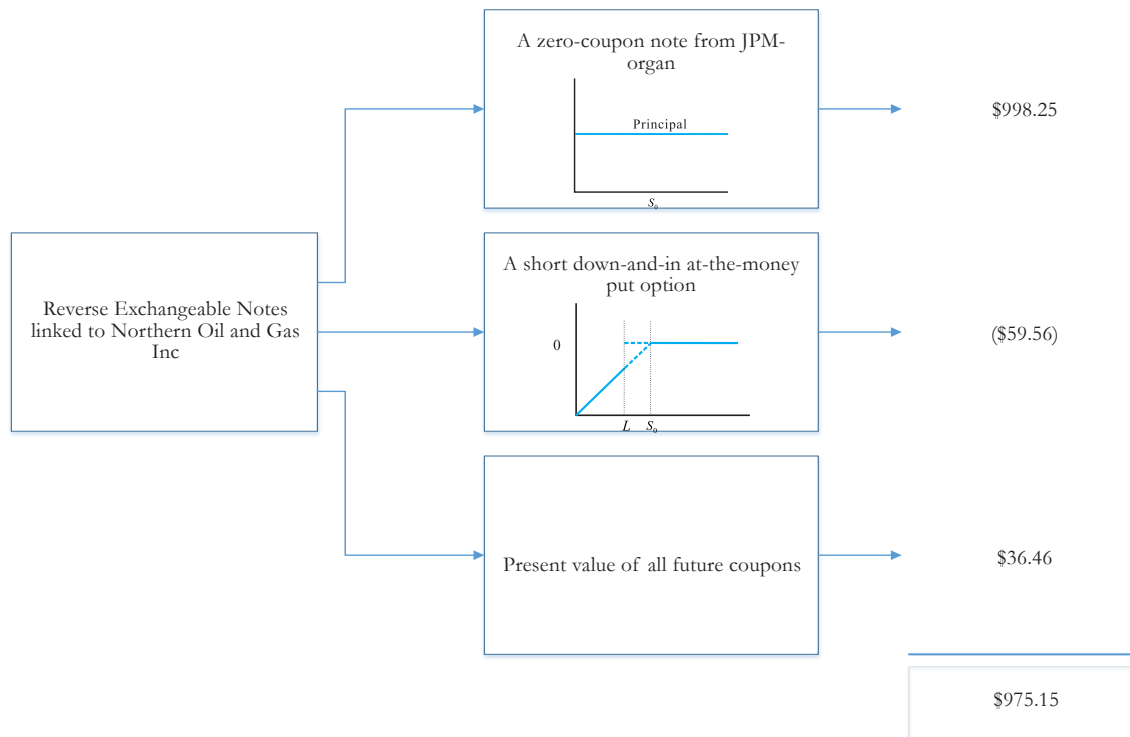 A zero-coupon note from JPM-
organ
Principal
S₀
$998.25
Reverse Exchangeable Notes
linked to Northern Oil and Gas
Inc
A short down-and-in at-the-money
put option
0
L S₀
($59.56)
Present value of all future coupons
$36.46
$975.15